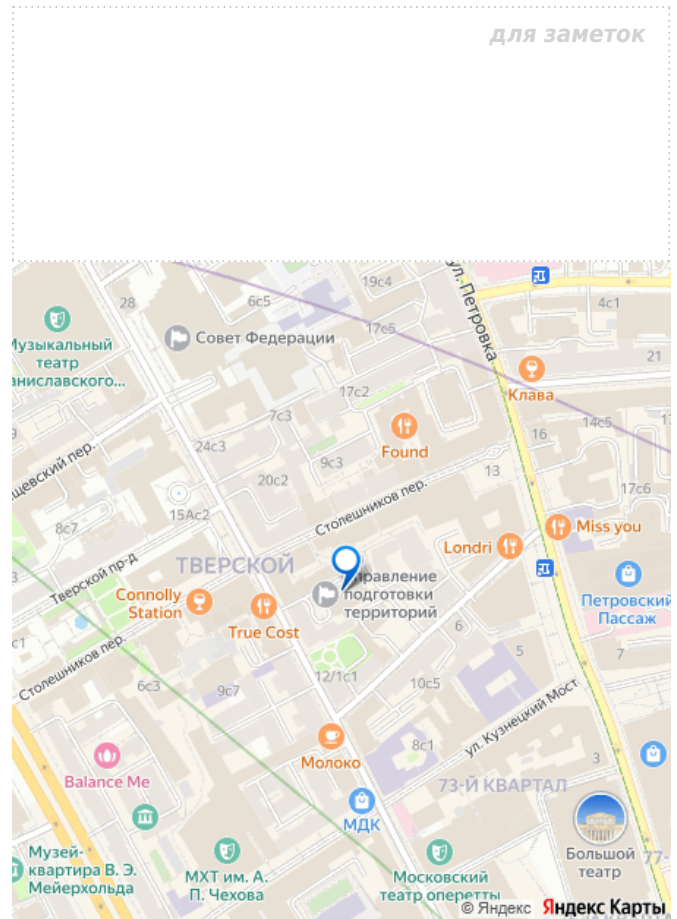 для заметок
19с4
28
6с5
4с1
ул. Петровка
17с5
Совет Федерации
Музыкальный
театр
21
Клава
17с2
7с3
14с5
Found
16
24с3
9с3
13
20с2
17с6
15Ас2
Столешников пер.
8с7
Miss you
Londri
ТВЕРСКОЙ
Тверской пр-д
подготовки
территорий
Connolly
Station
Петровский
Пассаж
True Cost
6
5
7
Столешников пер.
12/1с1
10с5
6с3
9с7
ул. Кузнецкий Мост
8с1
3
Молоко
Balance Me
73-Й КВАРТАЛ
МДК
Музей-
квартира В. Э.
Мейерхольда
МХТ им. А.
П. Чехова
Московский
театр оперетты
Большой
театр
77-
© Яндекс Яндекс Карты